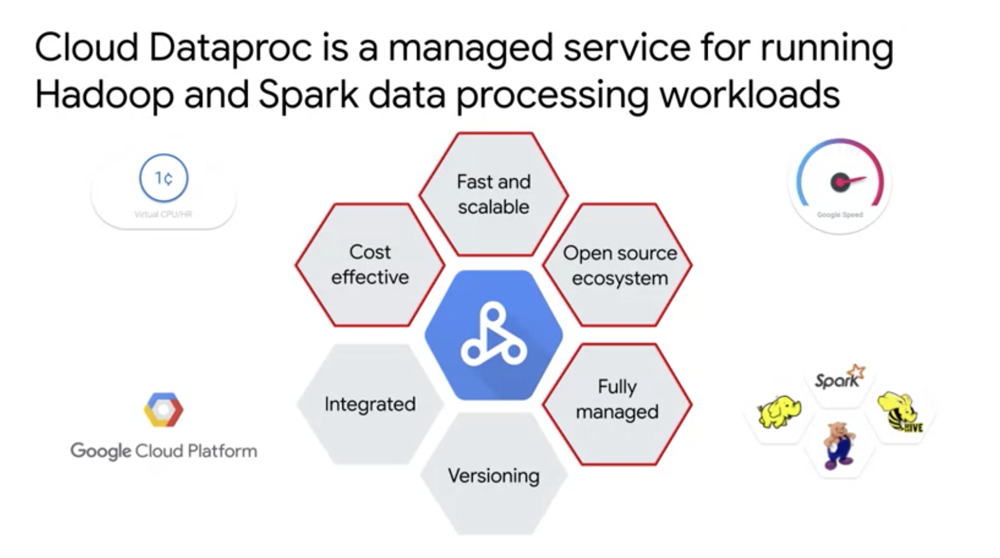 Cloud Dataproc is a managed service for running
Hadoop and Spark data processing workloads
1¢
Virtual CPU/HR
Fast and
scalable
Google Speed
Cost
effective
Open source
ecosystem
Integrated
Fully
managed
Versioning
Google Cloud Platform
Spark
HIVE